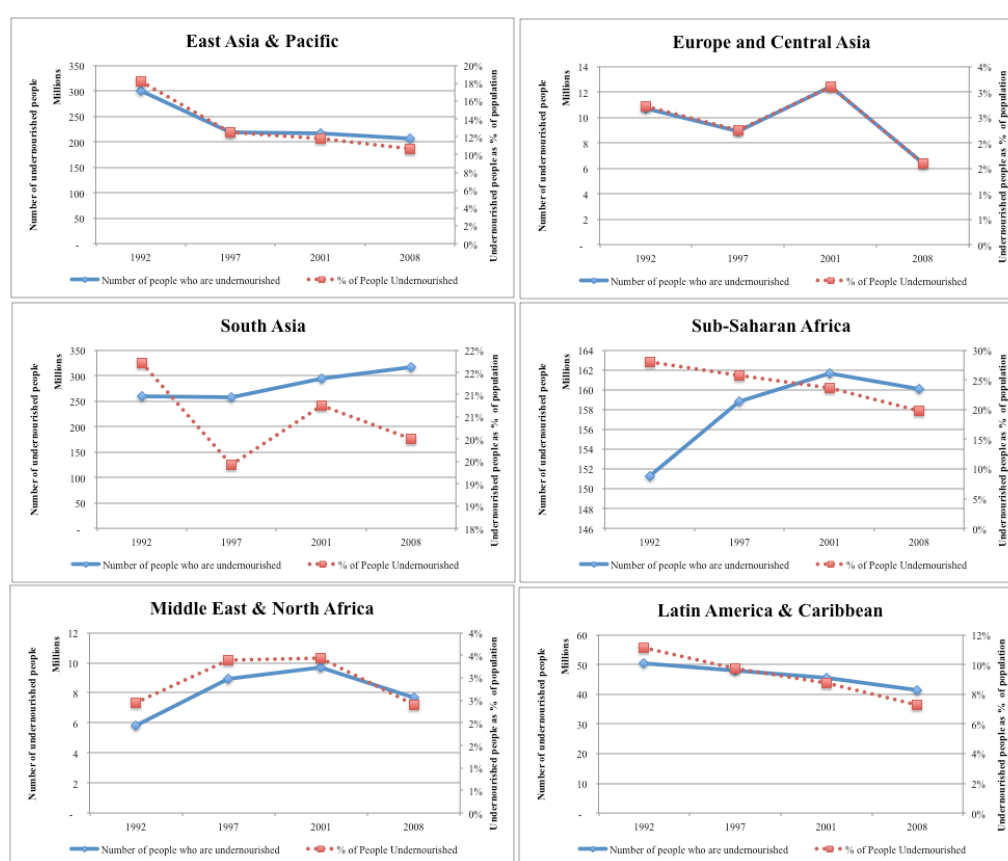 East Asia & Pacific
Number of undernourished people
Millions
350
300
250
200
150
100
50
-
20%
18%
16%
14%
12%
10%
8%
6%
4%
2%
0%
Undernourished people as % of population
1992 1997 2001 2008
Number of people who are undernourished % of People Undernourished
Europe and Central Asia
Number of undernourished people
Millions
14
12
10
8
6
4
2
-
4%
3%
3%
2%
2%
1%
1%
0%
Undernourished people as % of population
1992 1997 2001 2008
Number of people who are undernourished % of People Undernourished
South Asia
Number of undernourished people
Millions
350
300
250
200
150
100
50
-
22%
22%
21%
21%
20%
20%
19%
19%
18%
Undernourished people as % of population
1992 1997 2001 2008
Number of people who are undernourished % of People Undernourished
Sub-Saharan Africa
Number of undernourished people
Millions
164
162
160
158
156
154
152
150
148
146
30%
25%
20%
15%
10%
5%
0%
Undernourished people as % of population
1992 1997 2001 2008
Number of people who are undernourished % of People Undernourished
Middle East & North Africa
Number of undernourished people
Millions
12
10
8
6
4
2
-
4%
4%
3%
3%
2%
2%
1%
1%
0%
Undernourished people as % of population
1992 1997 2001 2008
Number of people who are undernourished % of People Undernourished
Latin America & Caribbean
Number of undernourished people
Millions
60
50
40
30
20
10
-
12%
10%
8%
6%
4%
2%
0%
Undernourished people as % of population
1992 1997 2001 2008
Number of people who are undernourished % of People Undernourished